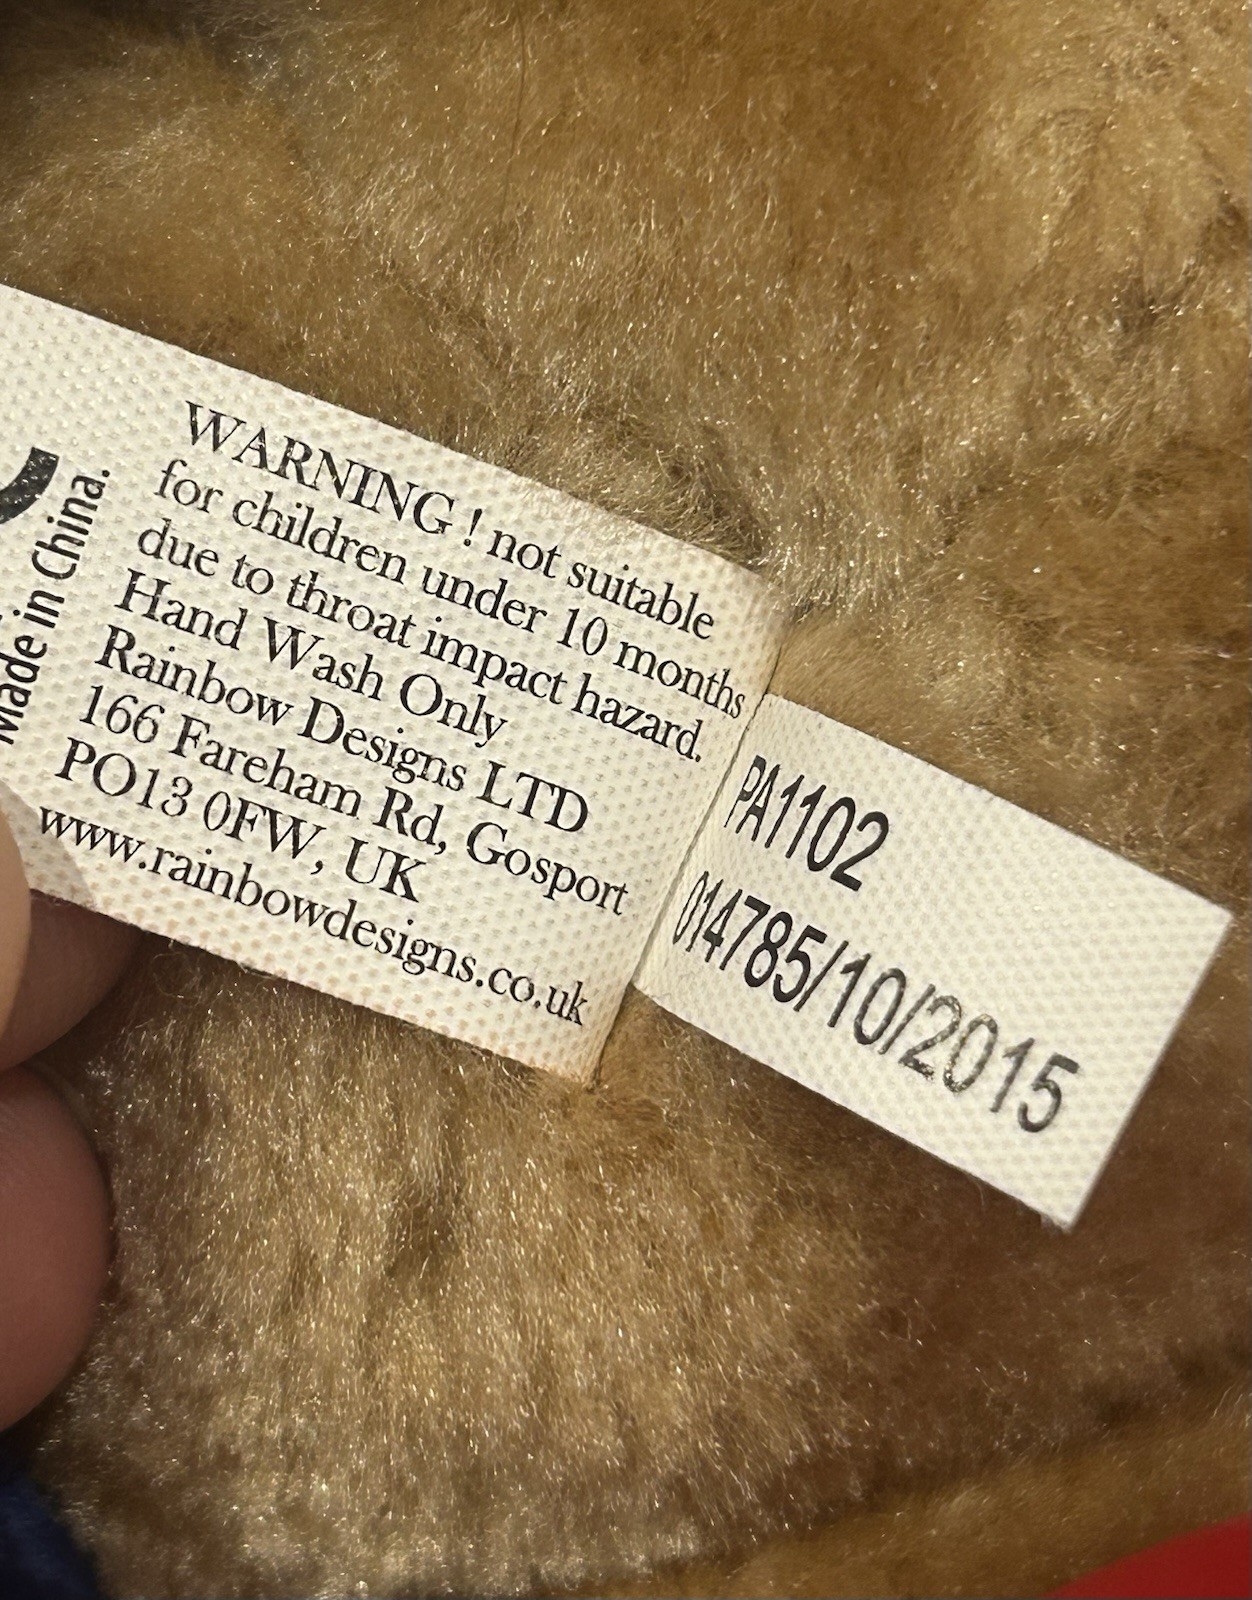 Made in China.
WARNING ! not suitable
for children under 10 months
due to throat impact hazard.
Hand Wash Only
Rainbow Designs LTD
166 Fareham Rd, Gosport
PO13 0FW, UK
www.rainbowdesigns.co.uk
PA1102
014785/10/2015